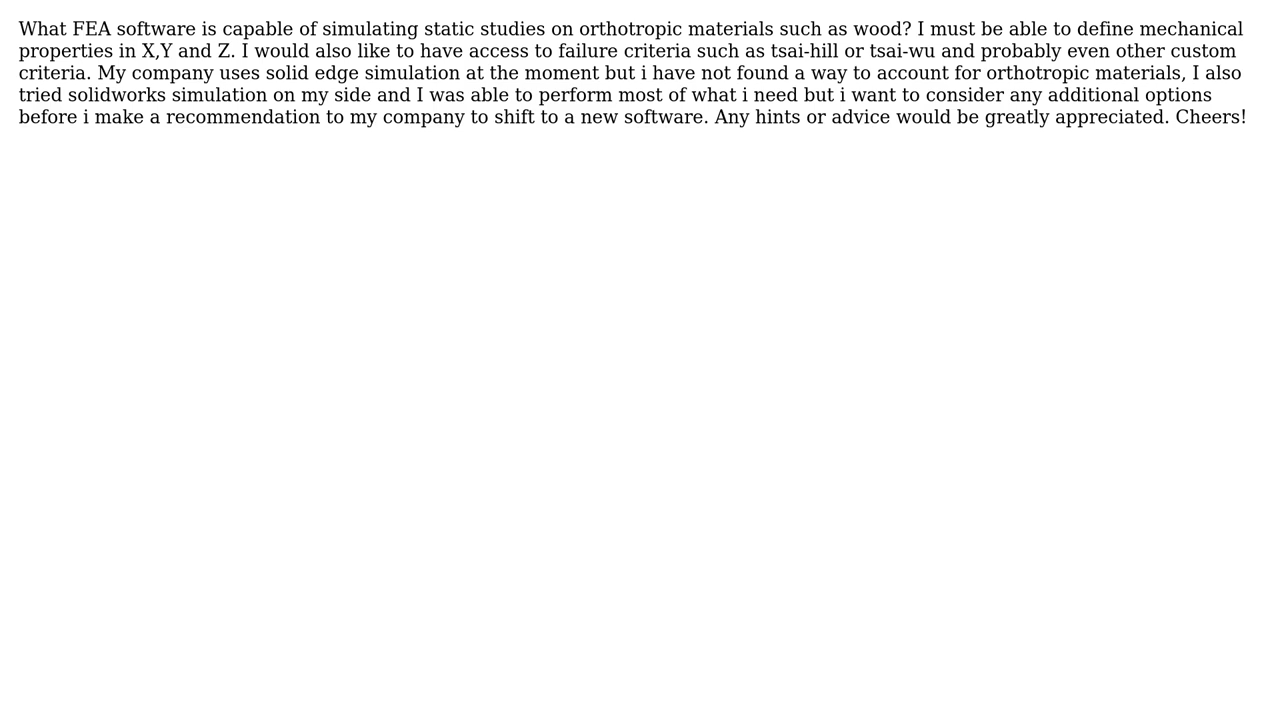 What FEA software is capable of simulating static studies on orthotropic materials such as wood? I must be able to define mechanical
properties in X,Y and Z. I would also like to have access to failure criteria such as tsai-hill or tsai-wu and probably even other custom
criteria. My company uses solid edge simulation at the moment but i have not found a way to account for orthotropic materials, I also
tried solidworks simulation on my side and I was able to perform most of what i need but i want to consider any additional options
before i make a recommendation to my company to shift to a new software. Any hints or advice would be greatly appreciated. Cheers!